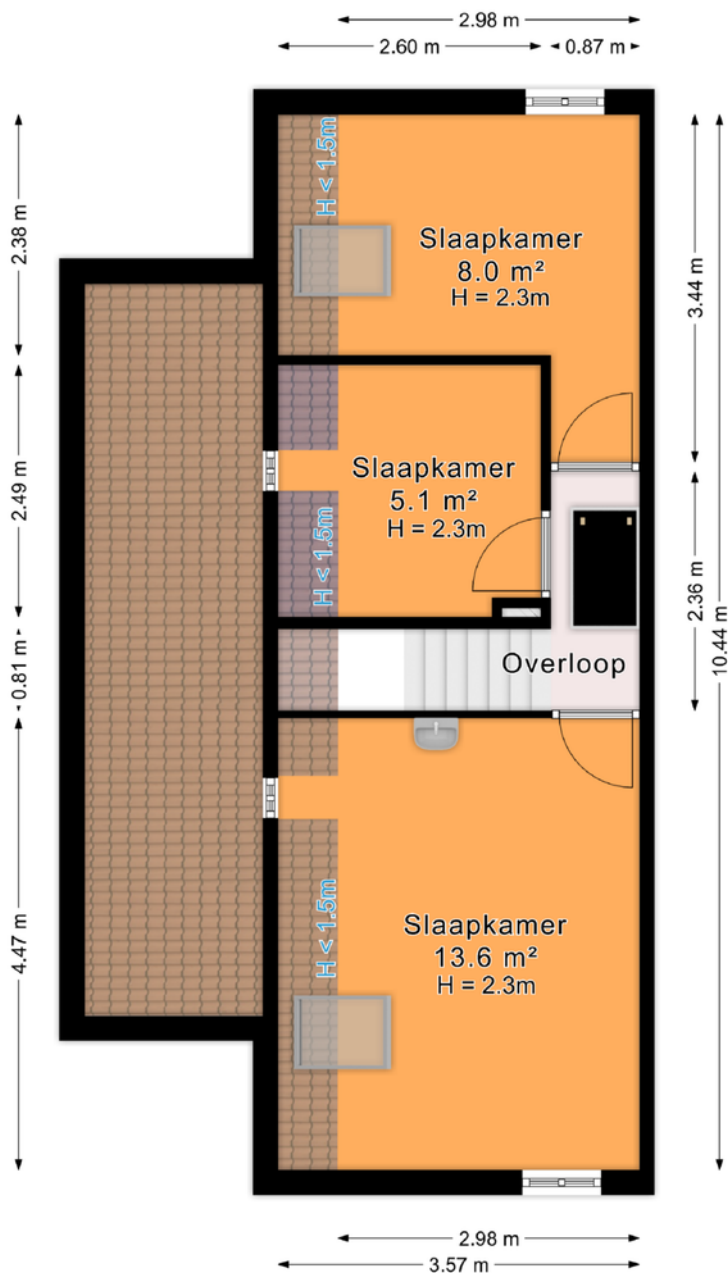 2.98 m
2.60 m
0.87 m
H < 1.5m
2.38 m
Slaapkamer
8.0 m²
H = 2.3m
3.44 m
Slaapkamer
5.1 m²
H = 2.3m
2.49 m
H < 1.5m
2.36 m
10.44 m
0.81 m
Overloop
4.47 m
H < 1.5m
Slaapkamer
13.6 m²
H = 2.3m
2.98 m
3.57 m